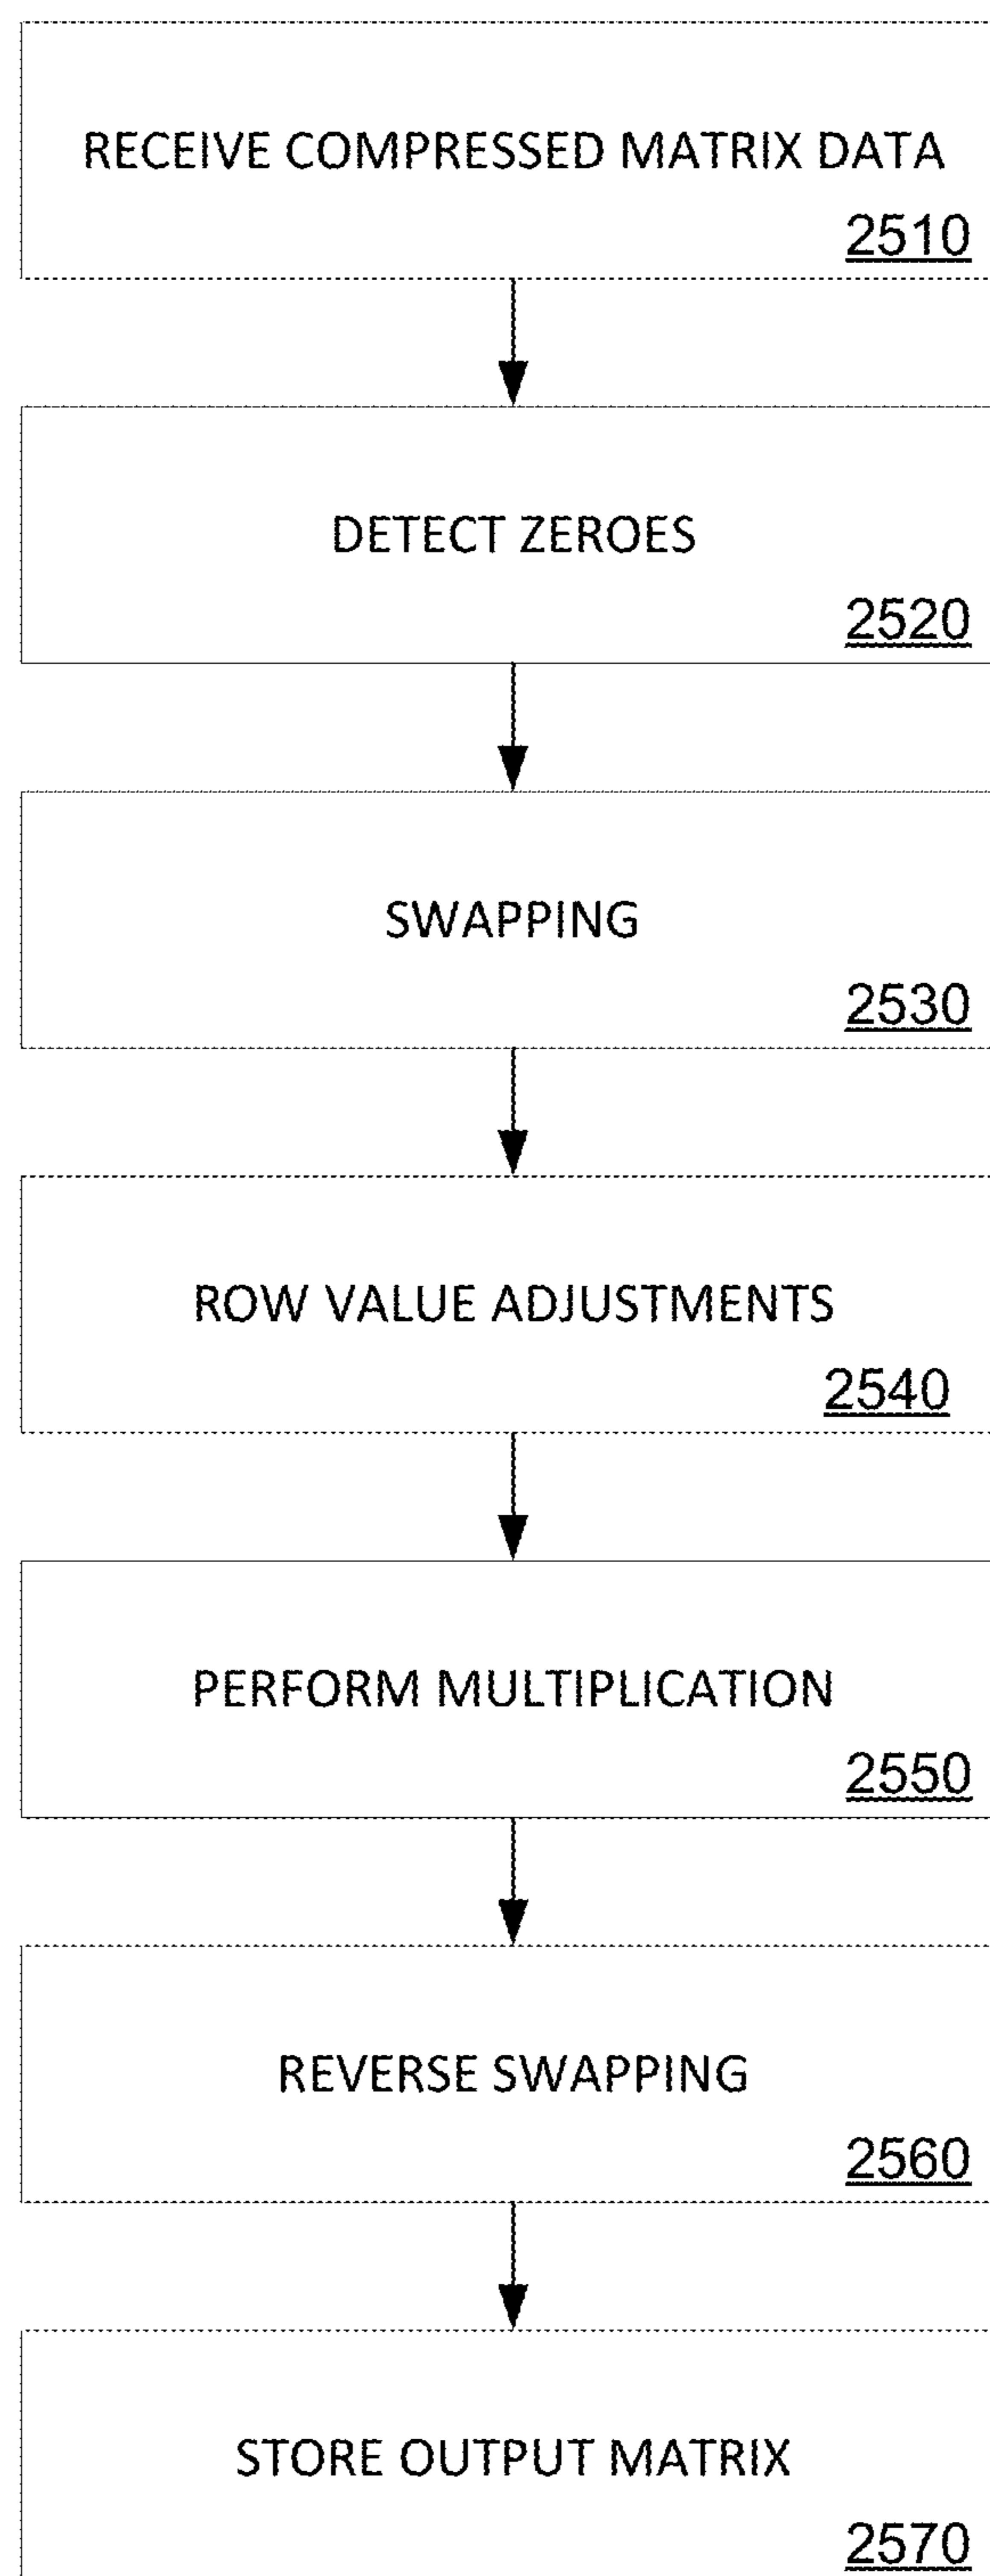 RECEIVE COMPRESSED MATRIX DATA
2510
DETECT ZEROES
2520
SWAPPING
2530
ROW VALUE ADJUSTMENTS
2540
PERFORM MULTIPLICATION
2550
REVERSE SWAPPING
2560
STORE OUTPUT MATRIX
2570